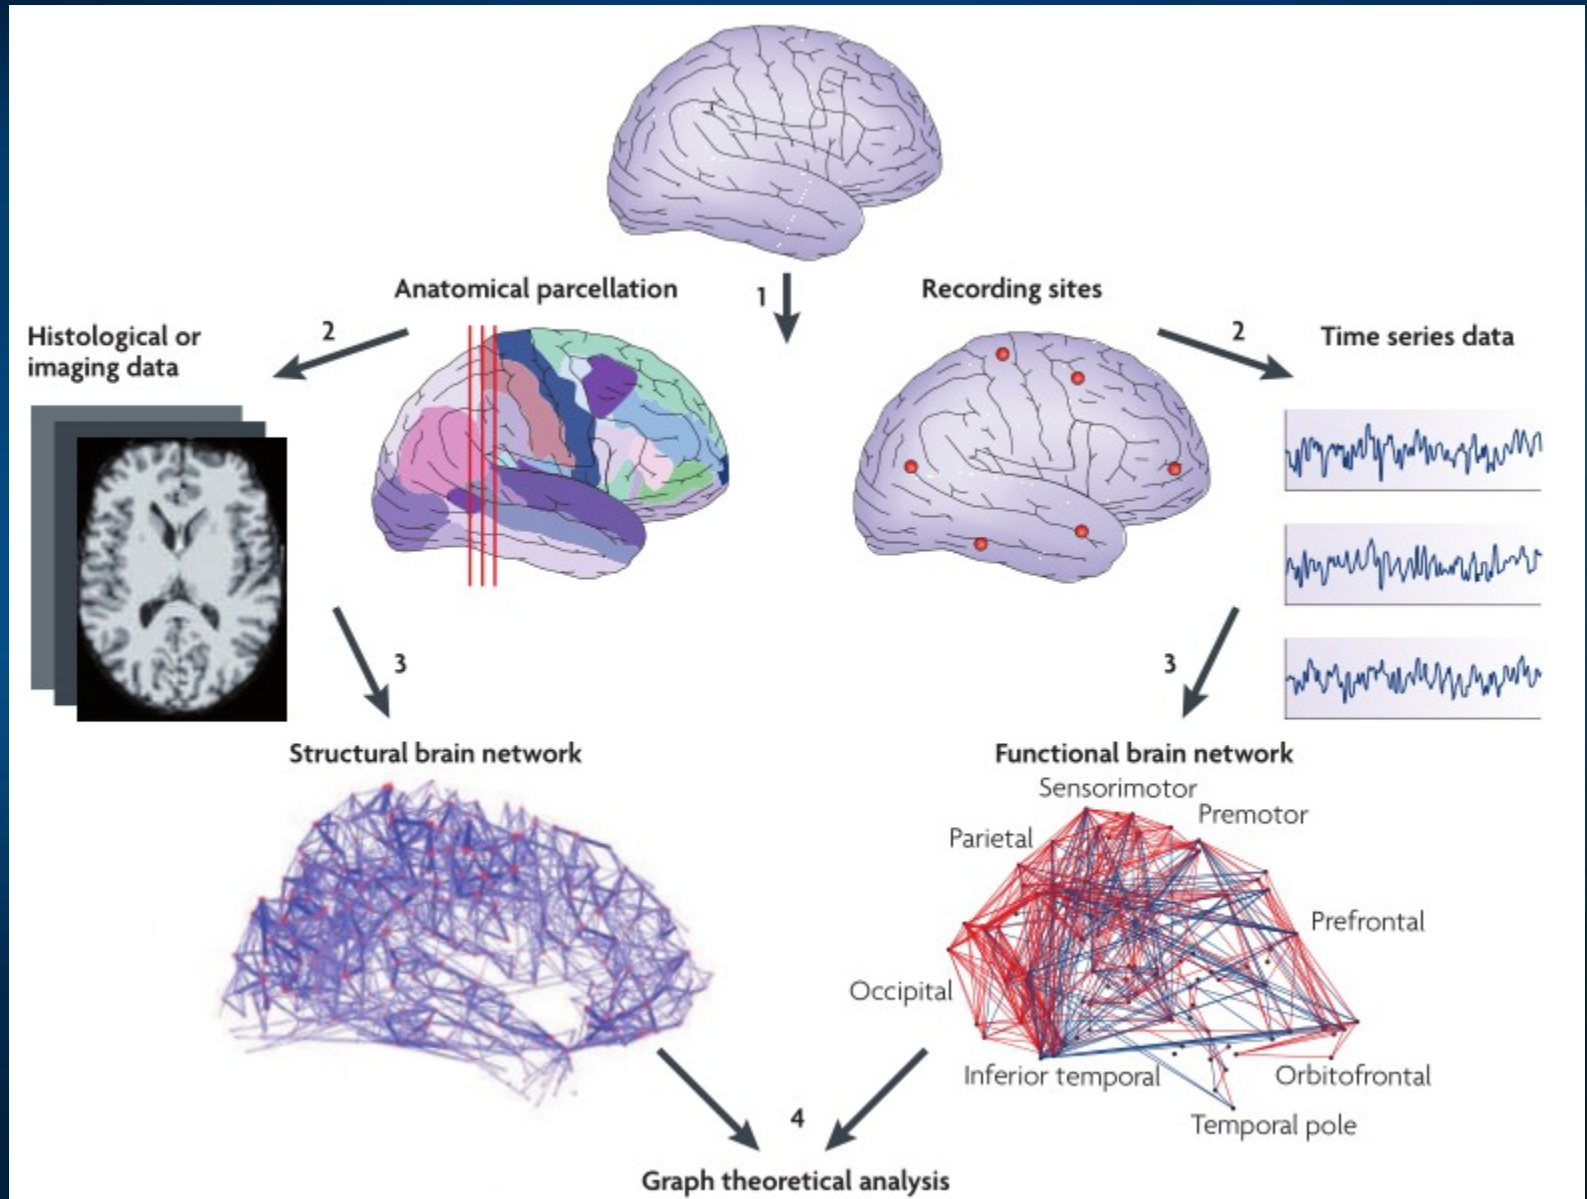 Anatomical parcellation
1
Recording sites
Histological or
imaging data
2
2
Time series data
3
3
Structural brain network
Functional brain network
Sensorimotor
Premotor
Parietal
Prefrontal
Occipital
Inferior temporal
Orbitofrontal
Temporal pole
4
Graph theoretical analysis